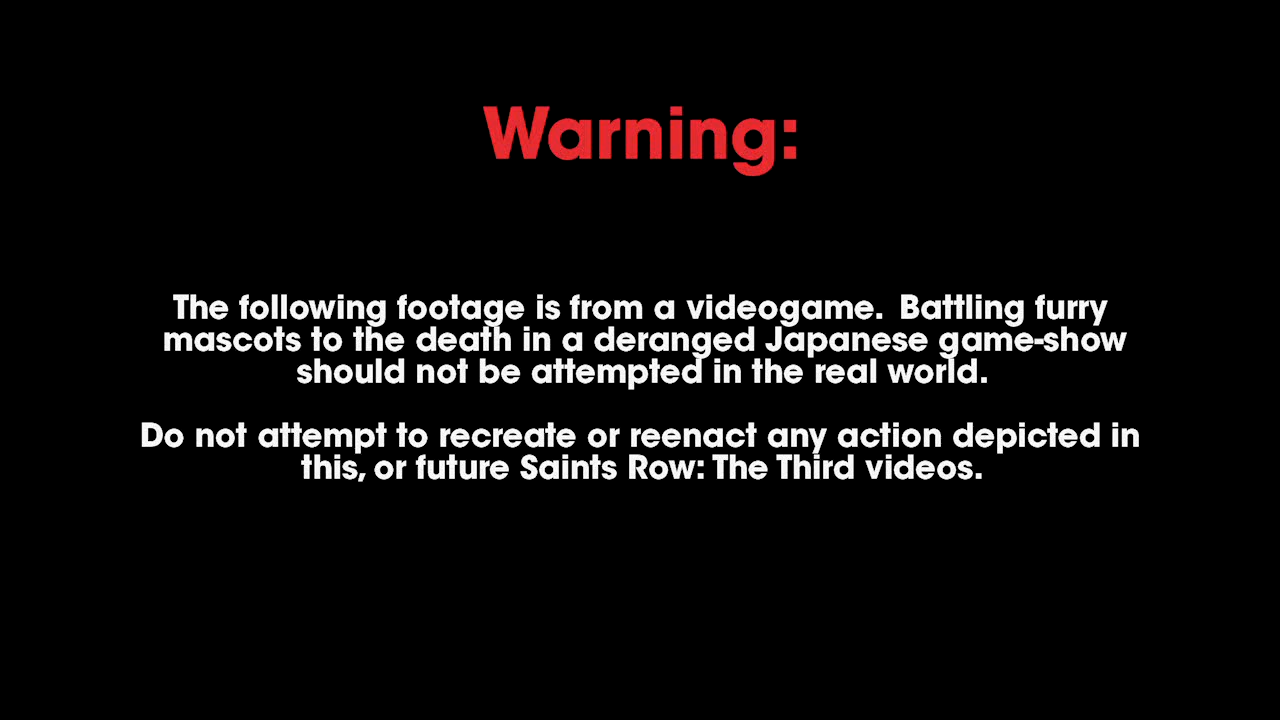 Warning:
The following footage is from a videogame.  Battling furry
mascots to the death in a deranged Japanese game-show
should not be attempted in the real world.
Do not attempt to recreate or reenact any action depicted in
this, or future Saints Row: The Third videos.